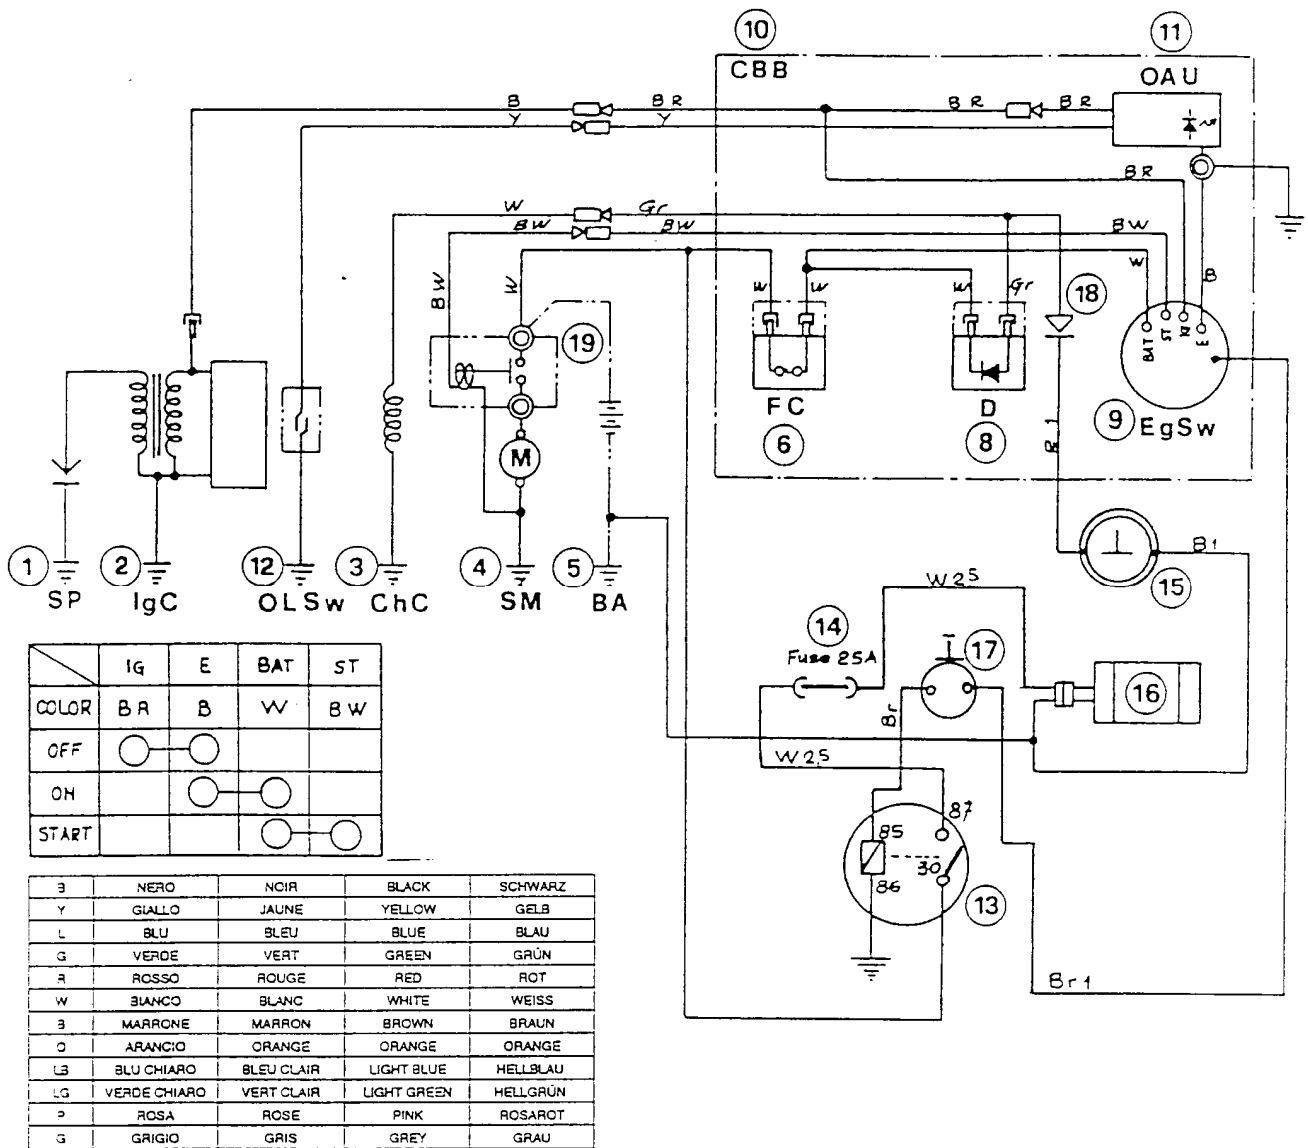 10
11
CBB
OAU
B
BR
BR
BR
Y
Y
BR
W
Gr
BW
BW
BW
W
B
BW
W
W
W
W
Gr
18
19
BAT
ST
E
FC
D
9
EgSw
6
8
M
1
2
12
3
4
5
SP
IgC
OLSw
ChC
SM
BA
B1
15
W 2,5
14
Fuse 25A
17
16
Br
W 2,5
87
85
30
86
13
Br1
IG E BAT ST
COLOR BR B W BW
OFF
ON
START
B NERO NOIR BLACK SCHWARZ
Y GIALLO JAUNE YELLOW GELB
L BLU BLEU BLUE BLAU
G VERDE VERT GREEN GRÜN
R ROSSO ROUGE RED ROT
W BIANCO BLANC WHITE WEISS
B MARRONE MARRON BROWN BRAUN
O ARANCIO ORANGE ORANGE ORANGE
LB BLU CHIARO BLEU CLAIR LIGHT BLUE HELLBLAU
LG VERDE CHIARO VERT CLAIR LIGHT GREEN HELLGRÜN
P ROSA ROSE PINK ROSAROT
G GRIGIO GRIS GREY GRAU